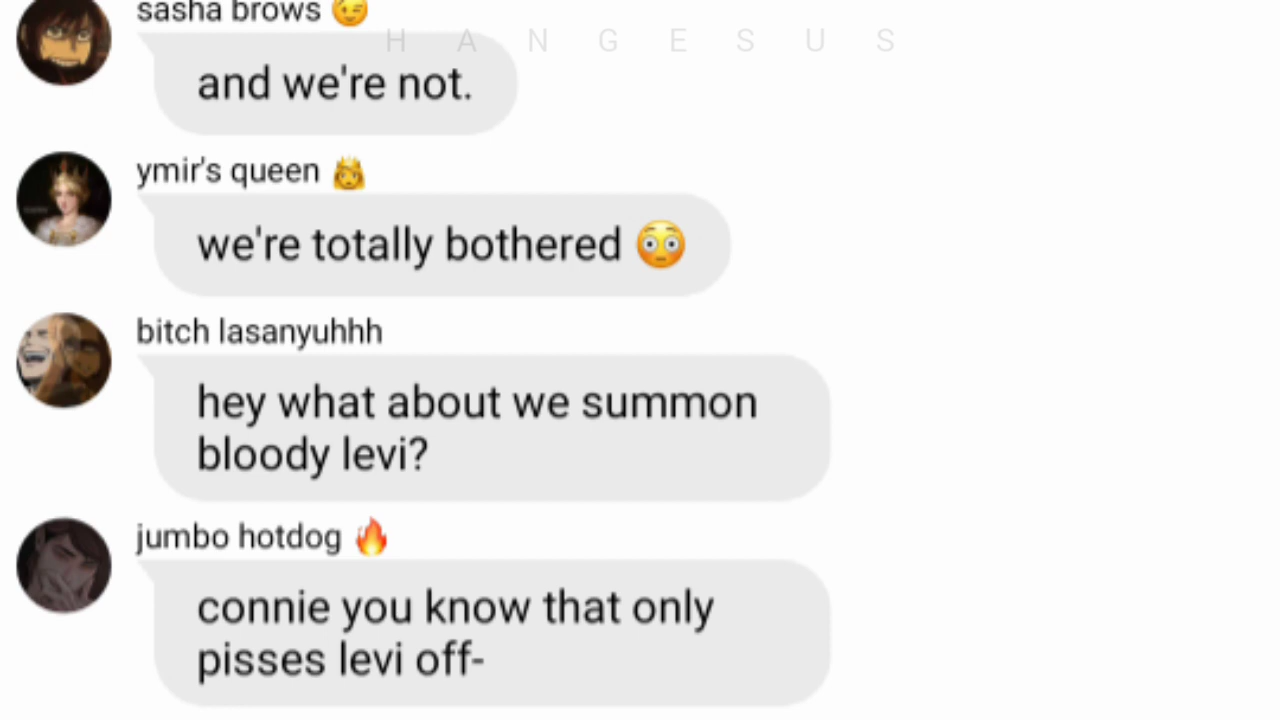 sasha brows 😉
H A N G E S U S
and we're not.
ymir's queen 👸
we're totally bothered 😳
bitch lasanyuhhh
hey what about we summon
bloody levi?
jumbo hotdog 🔥
connie you know that only
pisses levi off-